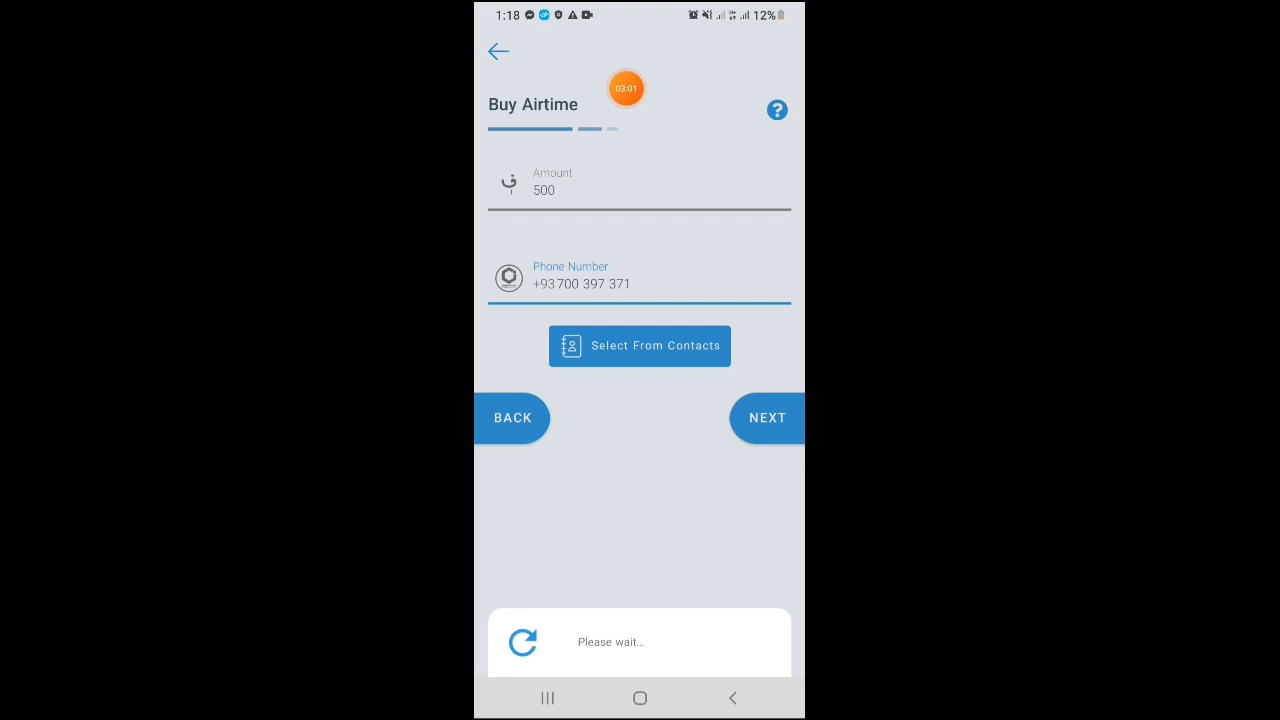 1:18
12%
03:01
Buy Airtime
?
Amount
؋
500
Phone Number
+93 700 397 371
Select From Contacts
BACK
NEXT
Please wait...